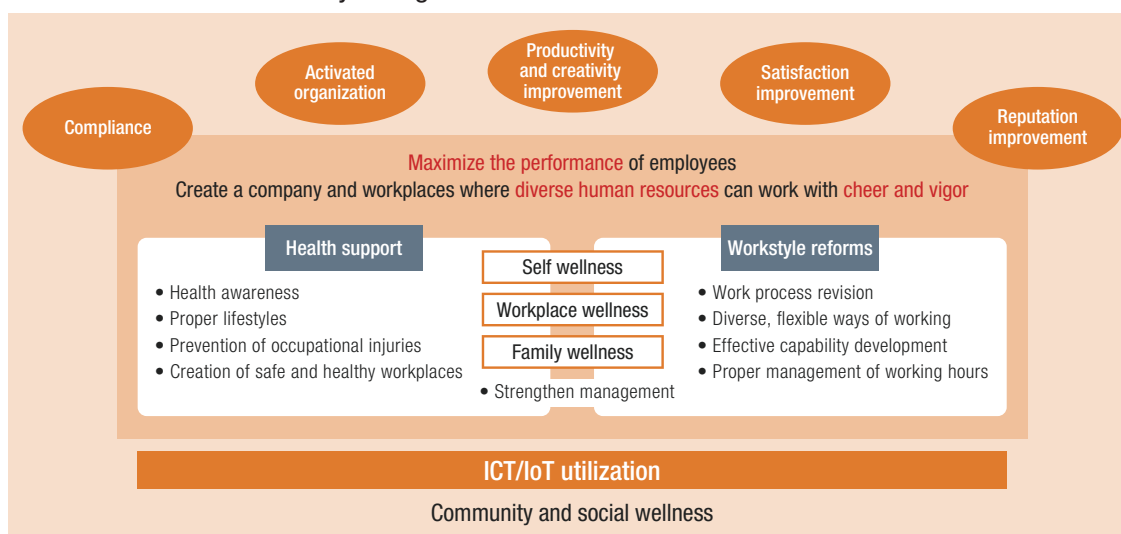 Compliance
Activated
organization
Productivity
and creativity
improvement
Satisfaction
improvement
Reputation
improvement
Maximize the performance of employees
Create a company and workplaces where diverse human resources can work with cheer and vigor
Health support
• Health awareness
• Proper lifestyles
• Prevention of occupational injuries
• Creation of safe and healthy workplaces
Self wellness
Workplace wellness
Family wellness
• Strengthen management
Workstyle reforms
• Work process revision
• Diverse, flexible ways of working
• Effective capability development
• Proper management of working hours
ICT/IoT utilization
Community and social wellness